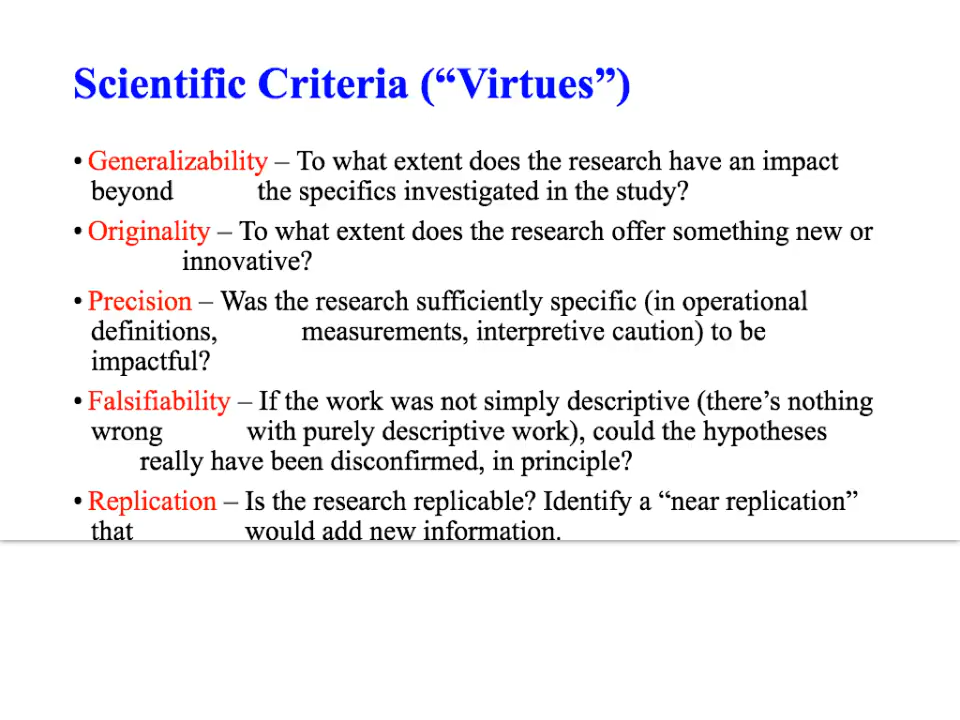 Scientific Criteria (“Virtues”)
• Generalizability – To what extent does the research have an impact
beyond the specifics investigated in the study?
• Originality – To what extent does the research offer something new or
innovative?
• Precision – Was the research sufficiently specific (in operational
definitions, measurements, interpretive caution) to be
impactful?
• Falsifiability – If the work was not simply descriptive (there’s nothing
wrong with purely descriptive work), could the hypotheses
really have been disconfirmed, in principle?
• Replication – Is the research replicable? Identify a “near replication”
that would add new information.